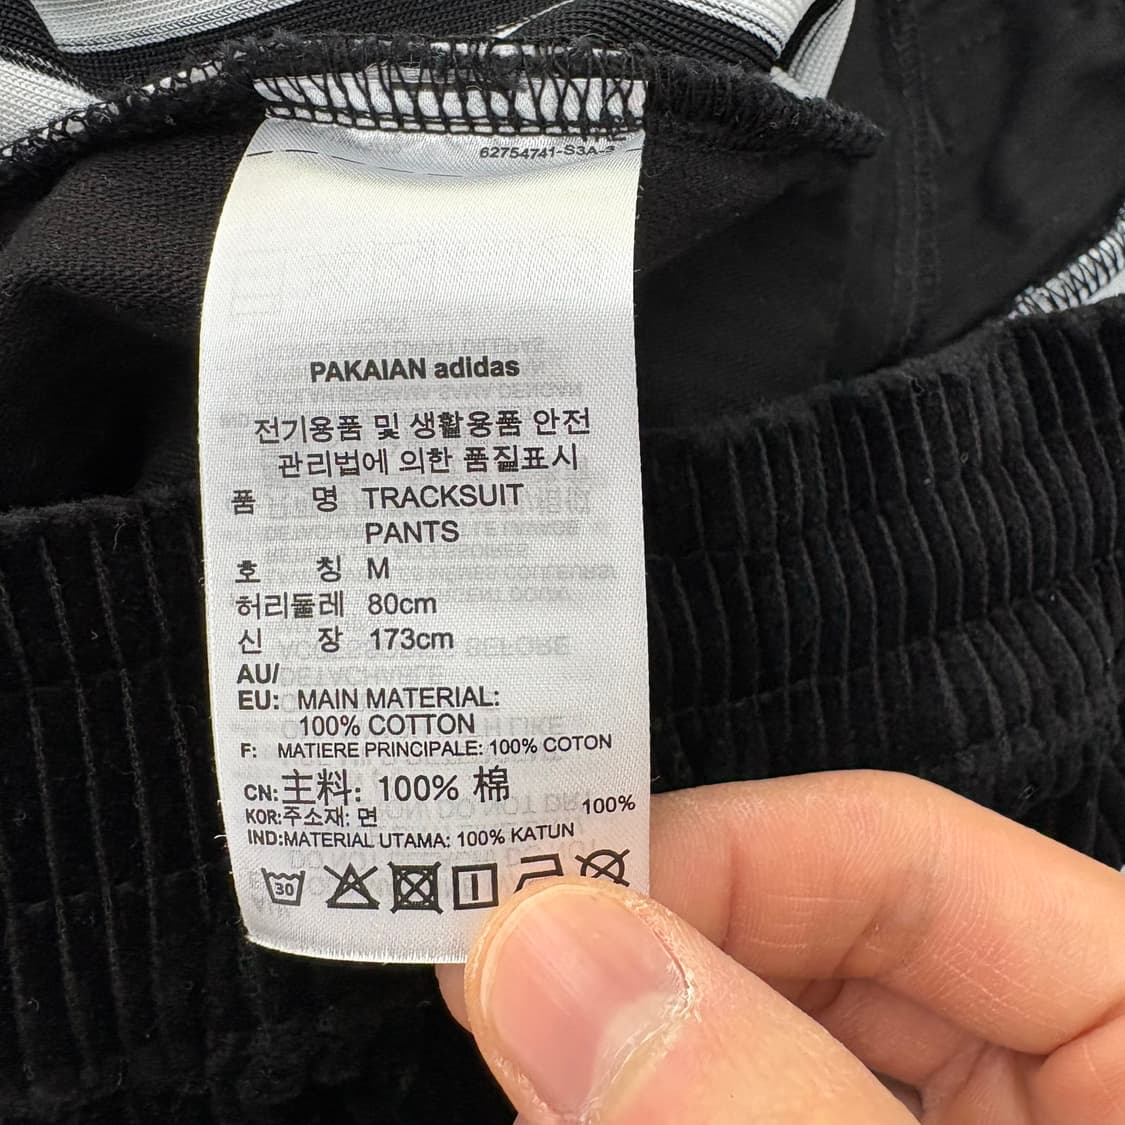 62754741-S3A-3
PAKAIAN adidas
전기용품 및 생활용품 안전
관리법에 의한 품질표시
품 명 TRACKSUIT
PANTS
호 칭 M
허리둘레 80cm
신 장 173cm
AU/
EU: MAIN MATERIAL:
100% COTTON
F: MATIERE PRINCIPALE: 100% COTON
CN:主料: 100% 棉
KOR:주소재: 면 100%
IND:MATERIAL UTAMA: 100% KATUN
30